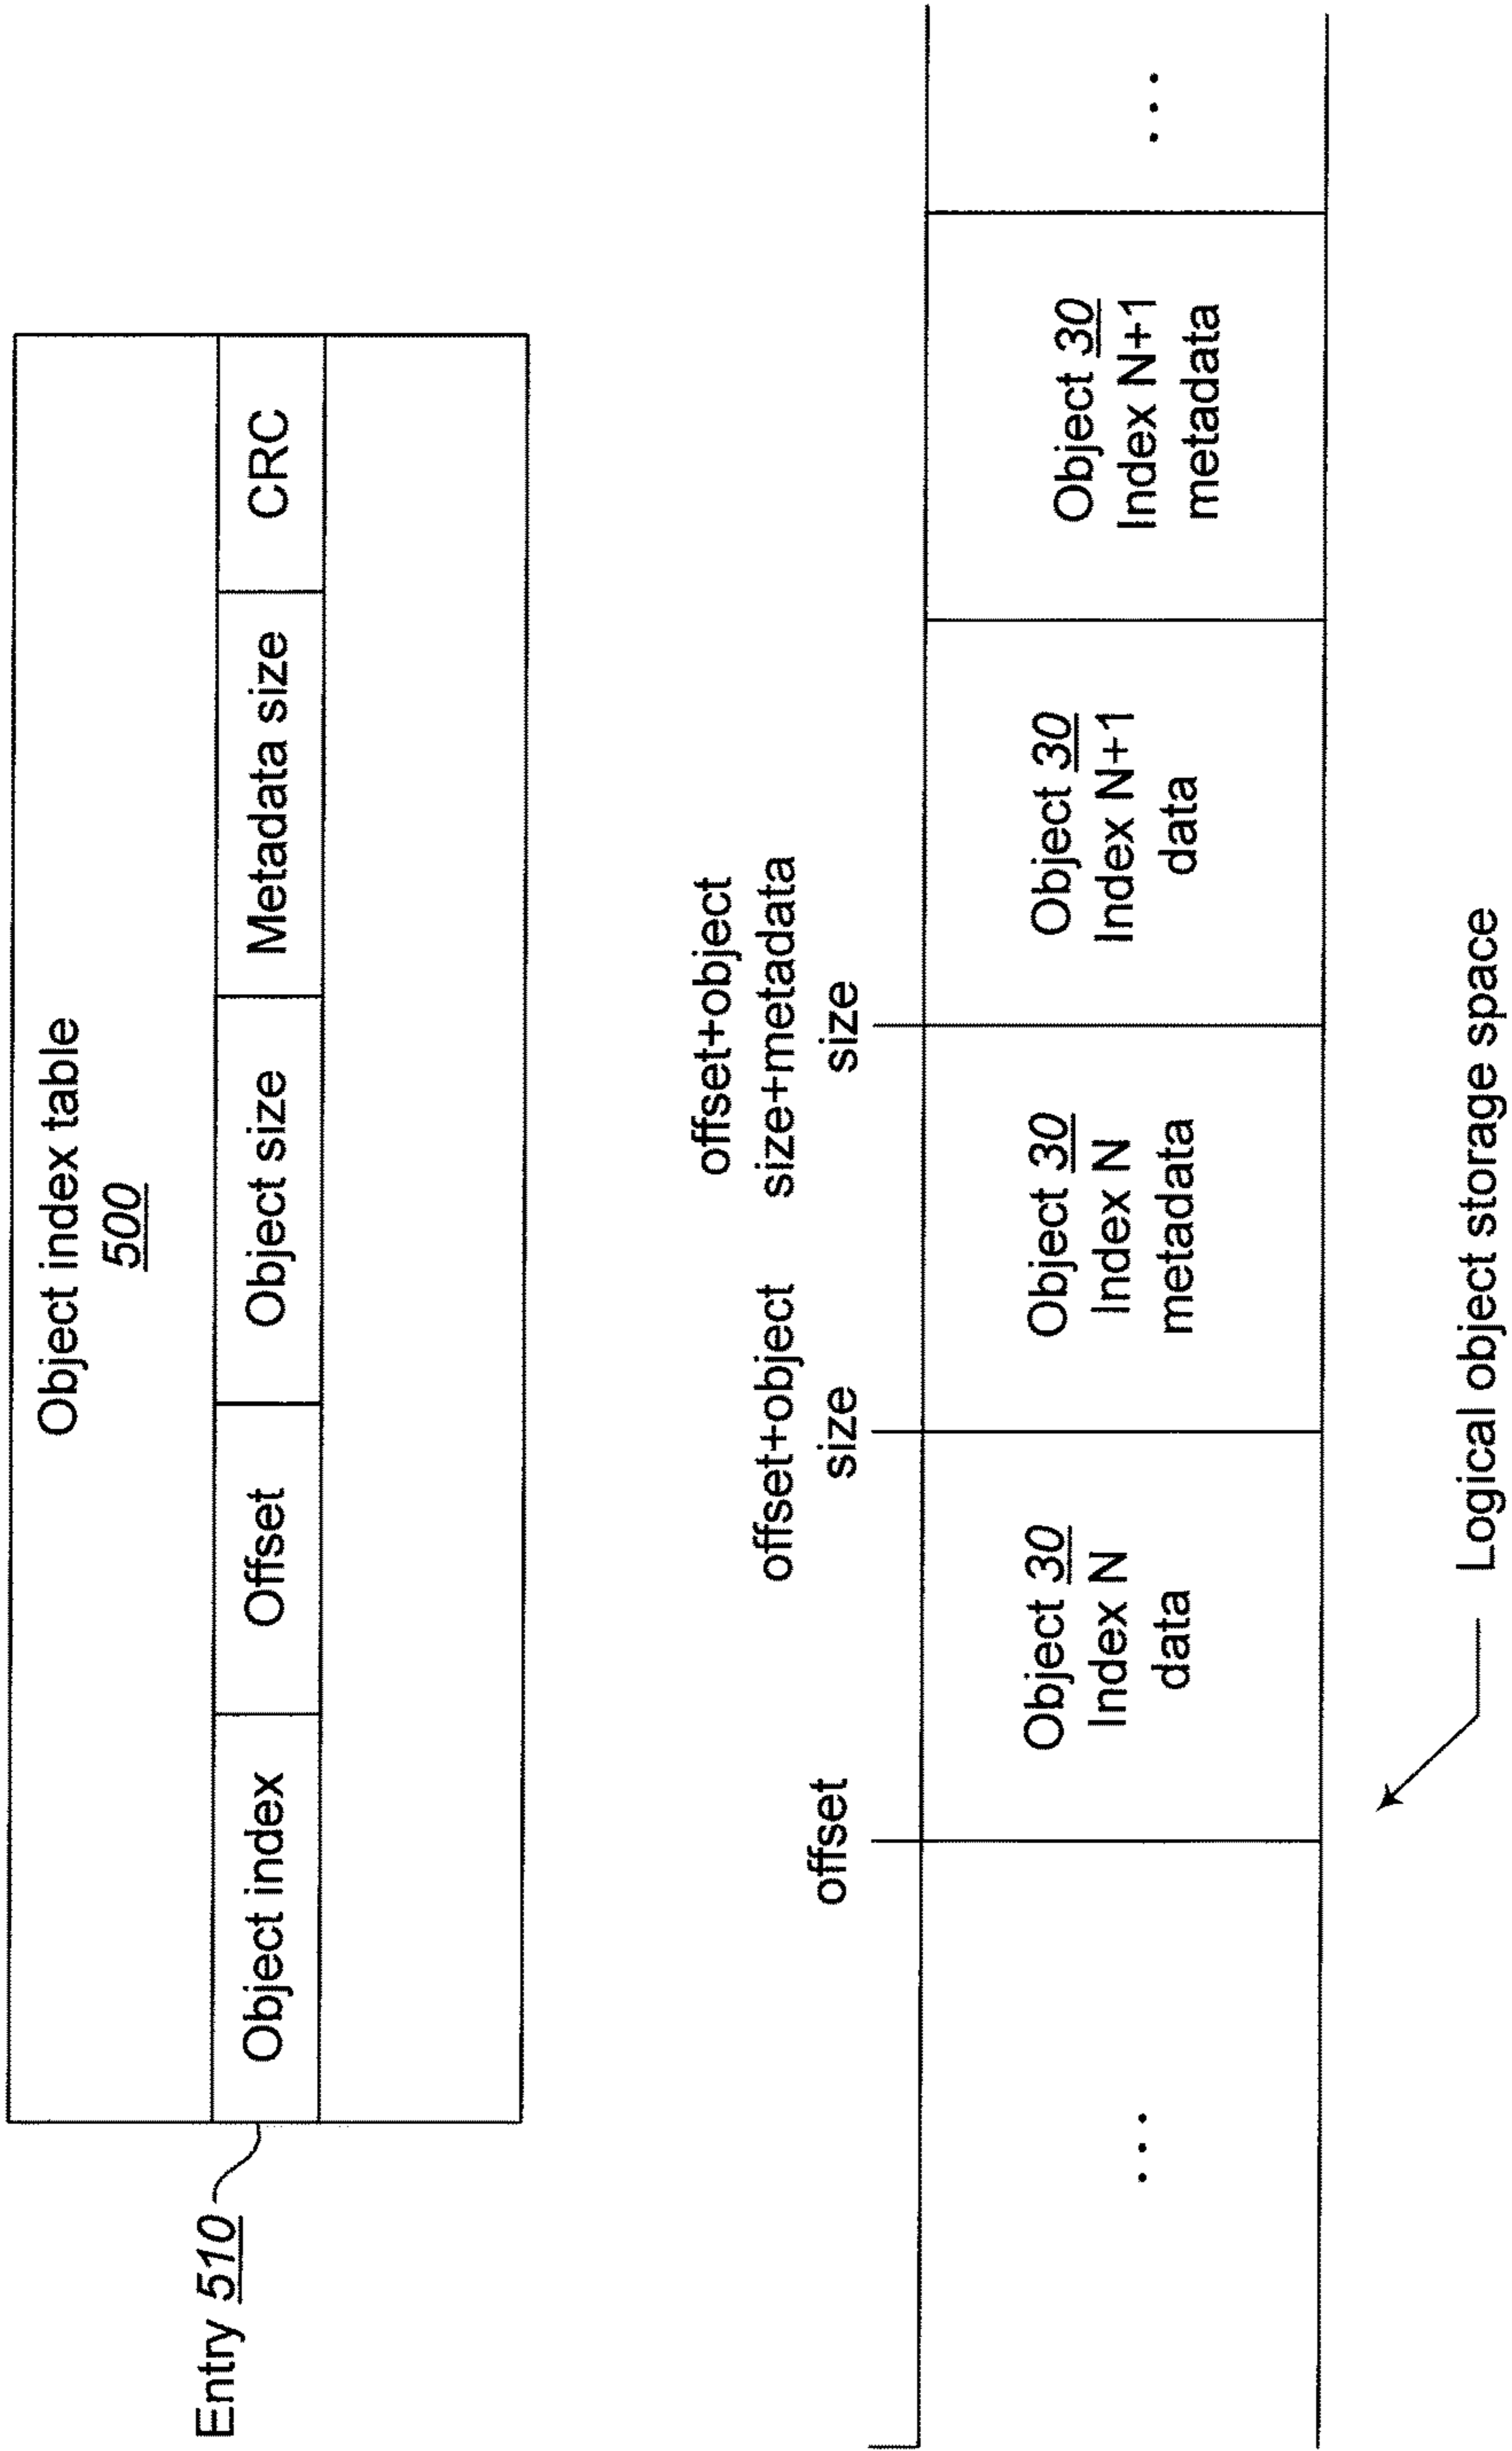 Object index table
500
Entry 510
Object index
Offset
Object size
Metadata size
CRC
offset
offset+object
size
offset+object
size+metadata
size
...
Object 30
Index N
data
Object 30
Index N
metadata
Object 30
Index N+1
data
Object 30
Index N+1
metadata
...
Logical object storage space